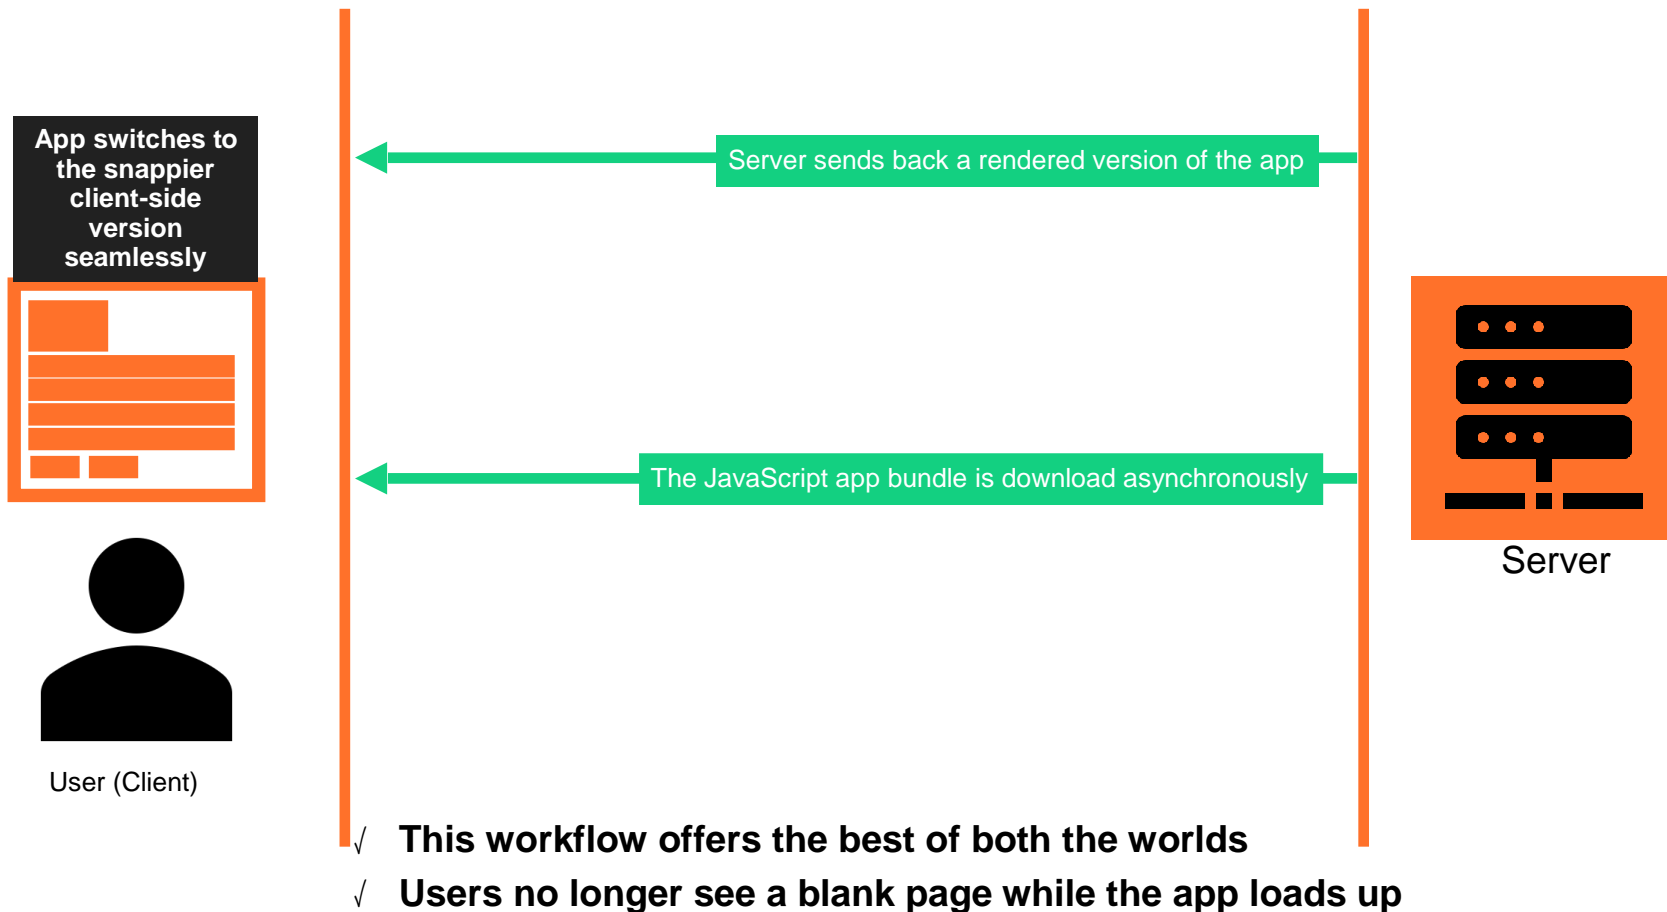 App switches to
the snappier
client-side
version
seamlessly
Server sends back a rendered version of the app
The JavaScript app bundle is download asynchronously
Server
User (Client)
√ This workflow offers the best of both the worlds
√ Users no longer see a blank page while the app loads up